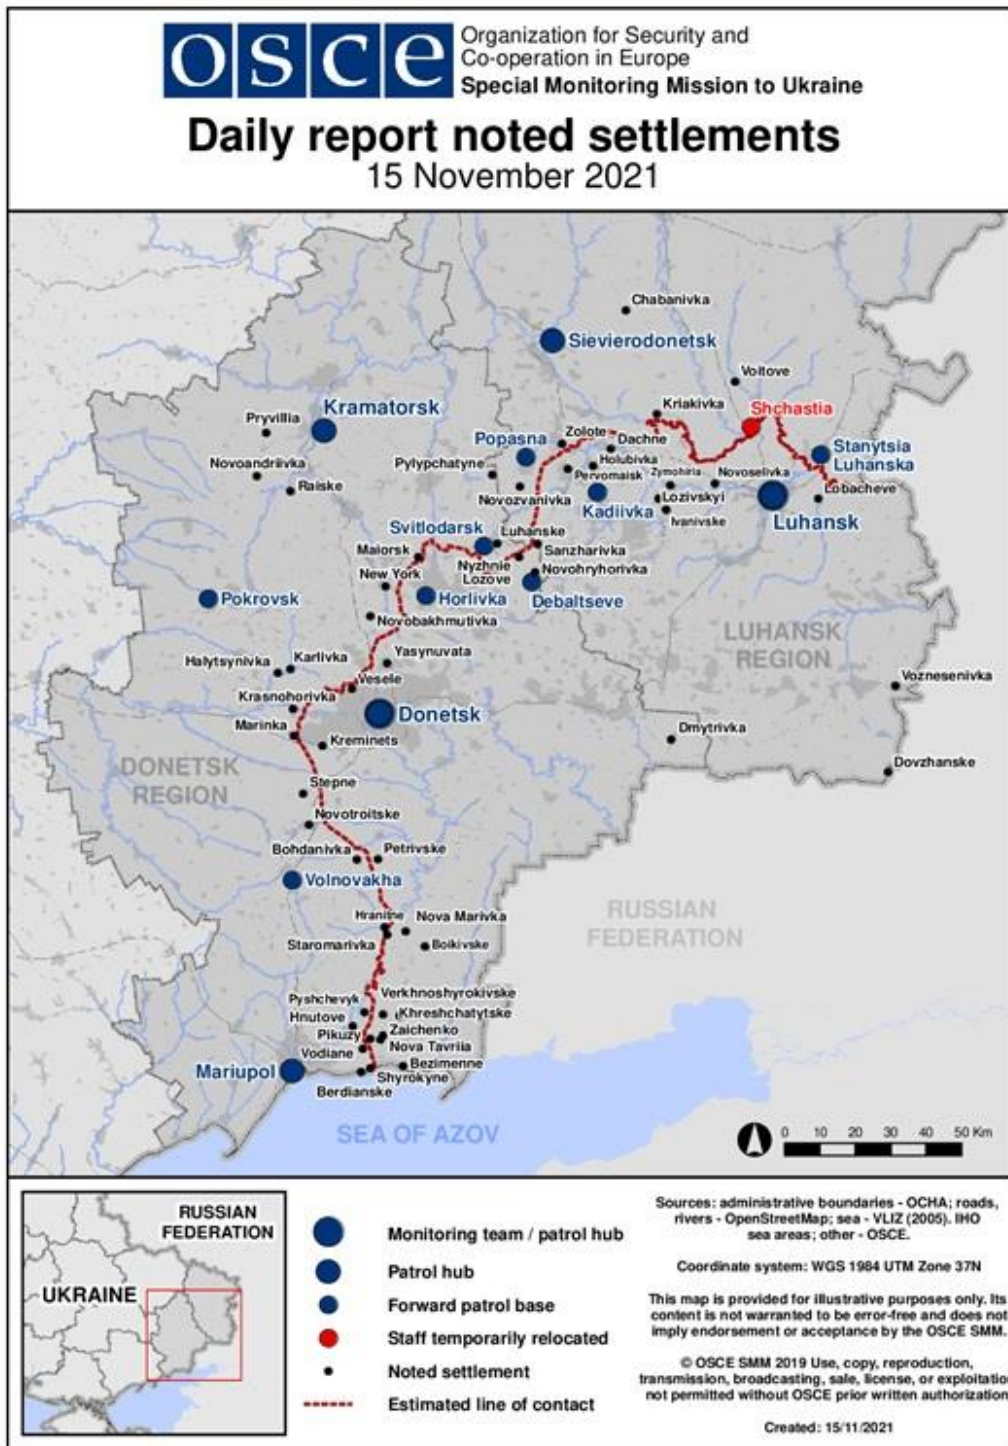 osce
Organization for Security and
Co-operation in Europe
Special Monitoring Mission to Ukraine
Daily report noted settlements
15 November 2021
Chabanivka
Sievierodonetsk
Voitove
Kriakivka
Shchastia
Kramatorsk
Pryvillia
Zolote
Dachne
Popasna
Stanytsia
Luhanska
Novoandriivka
Pylypchatyne
Holubivka
Pervomaisk
Zymohiria
Novoselivka
Raiske
Novozvanivka
Kadiivka
Lozivskyi
Lobacheve
Ivanivske
Luhansk
Svitlodarsk
Luhanske
Maiorsk
Sanzharivka
Nyzhnie
Lozove
Novohryhorivka
New York
Pokrovsk
Horlivka
Debaltseve
Novobakhmutivka
LUHANSK
REGION
Yasynuvata
Halytsynivka
Karlivka
Vesele
Voznesenivka
Krasnohorivka
Donetsk
Marinka
Kreminets
Dmytrivka
DONETSK
REGION
Dovzhanske
Stepne
Novotroitske
Bohdanivka
Petrivske
Volnovakha
Hranitne
Nova Marivka
RUSSIAN
FEDERATION
Staromarivka
Boikivske
Verkhnoshyrokivske
Pyshchevyk
Hnutove
Khreshchatytske
Pikuzy
Zaichenko
Nova Tavriia
Vodiane
Bezimenne
Mariupol
Shyrokyne
Berdianske
SEA OF AZOV
0 10 20 30 40 50 Km
RUSSIAN
FEDERATION
UKRAINE
Monitoring team / patrol hub
Patrol hub
Forward patrol base
Staff temporarily relocated
Noted settlement
Estimated line of contact
Sources: administrative boundaries - OCHA; roads,
rivers - OpenStreetMap; sea - VLIZ (2005). IHO
sea areas; other - OSCE.
Coordinate system: WGS 1984 UTM Zone 37N
This map is provided for illustrative purposes only. Its
content is not warranted to be error-free and does not
imply endorsement or acceptance by the OSCE SMM.
© OSCE SMM 2019 Use, copy, reproduction,
transmission, broadcasting, sale, license, or exploitatio
not permitted without OSCE prior written authorization
Created: 15/11/2021